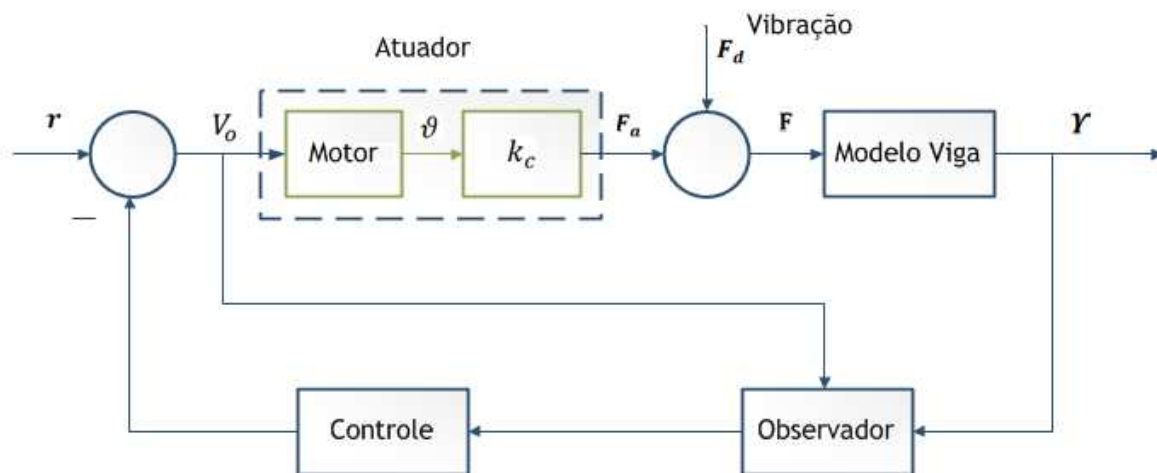 Vibração
Atuador
F_d
r
V_o
ϑ
F_a
F
Y
Motor
k_c
Modelo Viga
—
Controle
Observador